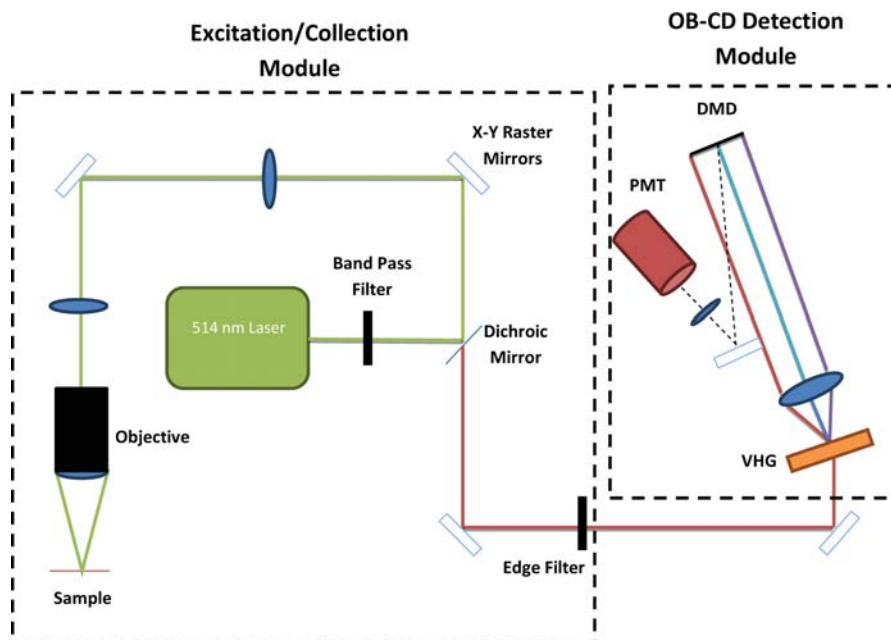 Excitation/Collection
Module
OB-CD Detection
Module
X-Y Raster
Mirrors
DMD
PMT
Band Pass
Filter
514 nm Laser
Dichroic
Mirror
Objective
VHG
Edge Filter
Sample